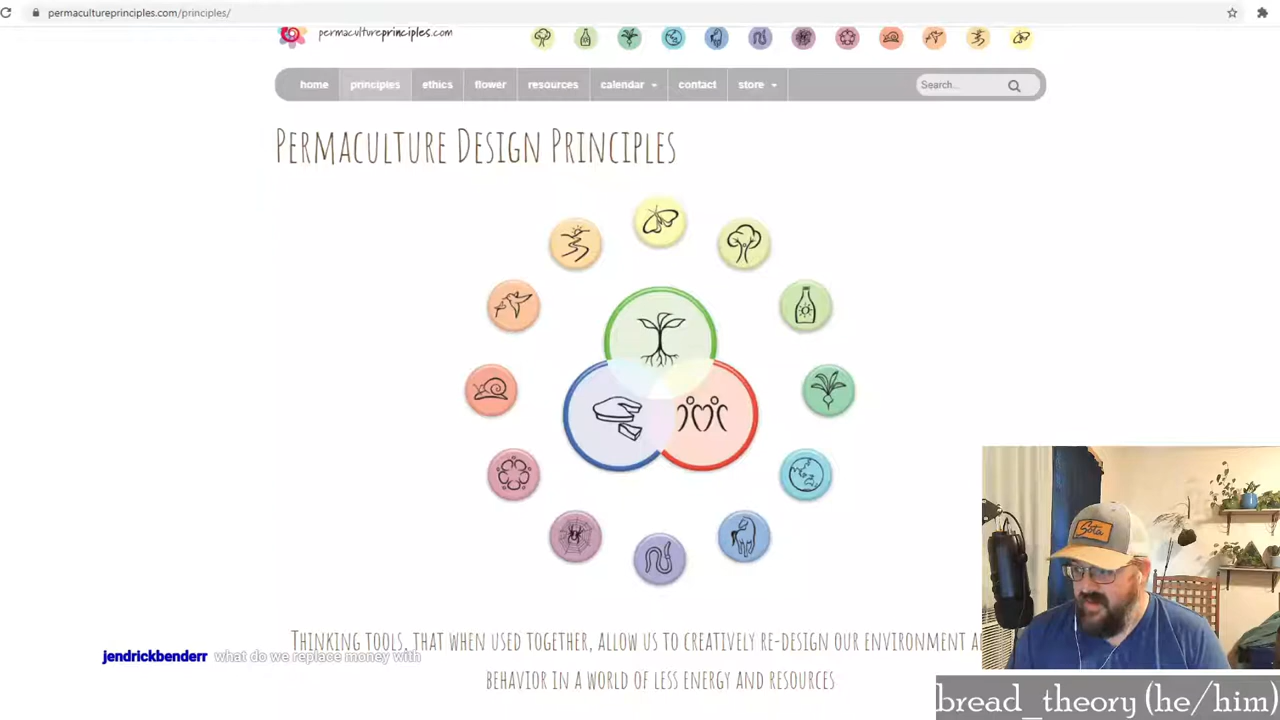 permacultureprinciples.com/principles/
permacultureprinciples.com
home principles ethics flower resources calendar contact store Search...
Permaculture Design Principles
Thinking tools, that when used together, allow us to creatively re-design our environment
behavior in a world of less energy and resources
jendrickbenderr what do we replace money with
Sota
bread_theory (he/him)